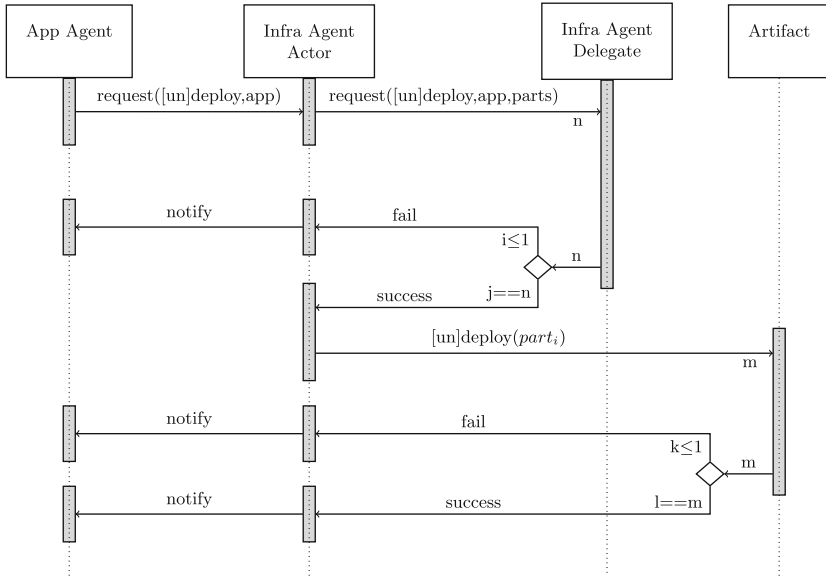 App Agent
Infra Agent
Actor
Infra Agent
Delegate
Artifact
request([un]deploy,app)
request([un]deploy,app,parts)
n
notify
fail
i≤1
n
success
j==n
[un]deploy(part_i)
m
notify
fail
k≤1
m
notify
success
l==m